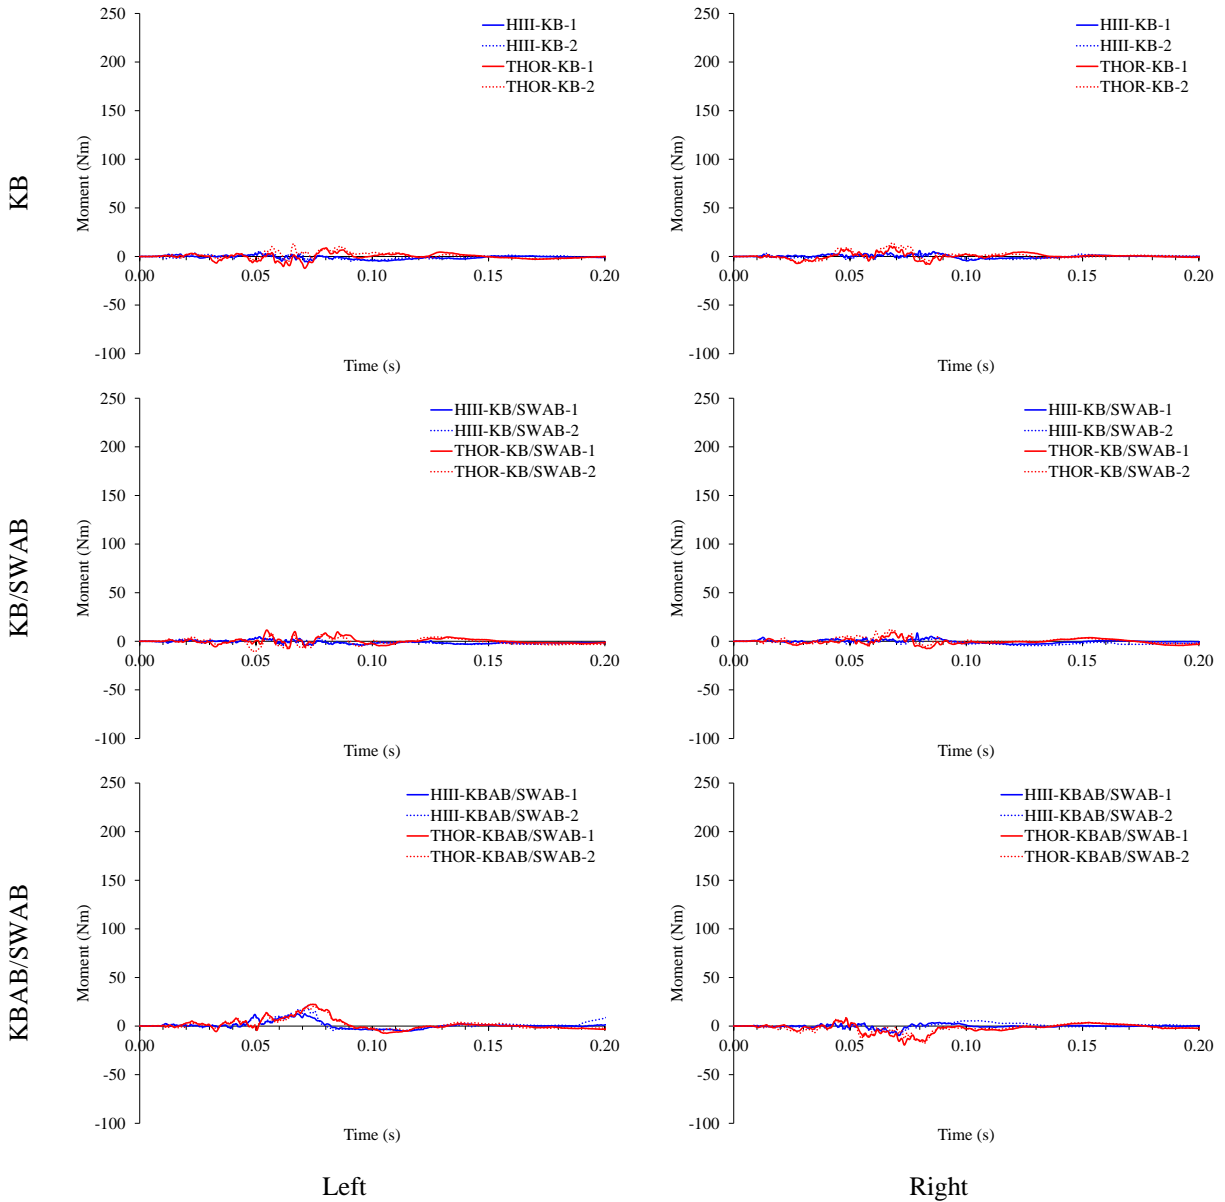 KB
250
200
150
100
50
0
-50
-100
Moment (Nm)
0.00 0.05 0.10 0.15 0.20
Time (s)
HIII-KB-1
HIII-KB-2
THOR-KB-1
THOR-KB-2
250
200
150
100
50
0
-50
-100
Moment (Nm)
0.00 0.05 0.10 0.15 0.20
Time (s)
HIII-KB-1
HIII-KB-2
THOR-KB-1
THOR-KB-2
KB/SWAB
250
200
150
100
50
0
-50
-100
Moment (Nm)
0.00 0.05 0.10 0.15 0.20
Time (s)
HIII-KB/SWAB-1
HIII-KB/SWAB-2
THOR-KB/SWAB-1
THOR-KB/SWAB-2
250
200
150
100
50
0
-50
-100
Moment (Nm)
0.00 0.05 0.10 0.15 0.20
Time (s)
HIII-KB/SWAB-1
HIII-KB/SWAB-2
THOR-KB/SWAB-1
THOR-KB/SWAB-2
KBAB/SWAB
250
200
150
100
50
0
-50
-100
Moment (Nm)
0.00 0.05 0.10 0.15 0.20
Time (s)
HIII-KBAB/SWAB-1
HIII-KBAB/SWAB-2
THOR-KBAB/SWAB-1
THOR-KBAB/SWAB-2
250
200
150
100
50
0
-50
-100
Moment (Nm)
0.00 0.05 0.10 0.15 0.20
Time (s)
HIII-KBAB/SWAB-1
HIII-KBAB/SWAB-2
THOR-KBAB/SWAB-1
THOR-KBAB/SWAB-2
Left
Right